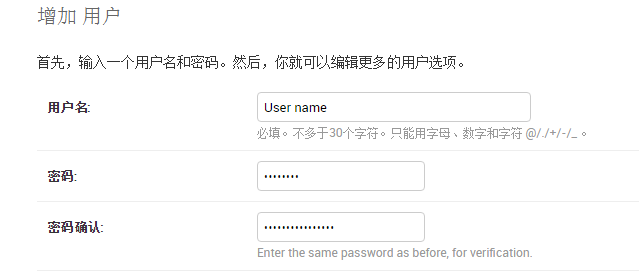 增加 用户
首先，输入一个用户名和密码。然后，你就可以编辑更多的用户选项。
用户名: User name
必填。不多于30个字符。只能用字母、数字和字符 @/./+/-/_ 。
密码: ••••••••
密码确认: ••••••••••••••••
Enter the same password as before, for verification.